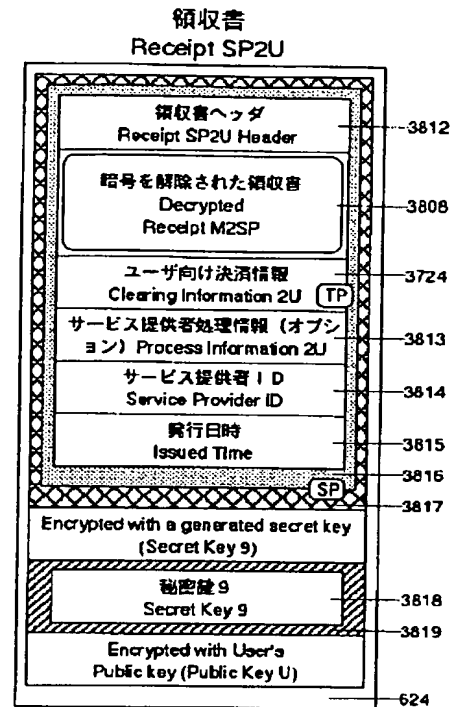 領収書
Receipt SP2U
領収書ヘッダ
Receipt SP2U Header
3812
暗号を解除された領収書
Decrypted
Receipt M2SP
3808
ユーザ向け決済情報
Clearing Information 2U
TP
3724
サービス提供者処理情報（オプシ
ョン）Process Information 2U
3813
サービス提供者ID
Service Provider ID
3814
発行日時
Issued Time
3815
3816
SP
3817
Encrypted with a generated secret key
(Secret Key 9)
秘密鍵9
Secret Key 9
3818
3819
Encrypted with User's
Public key (Public Key U)
624